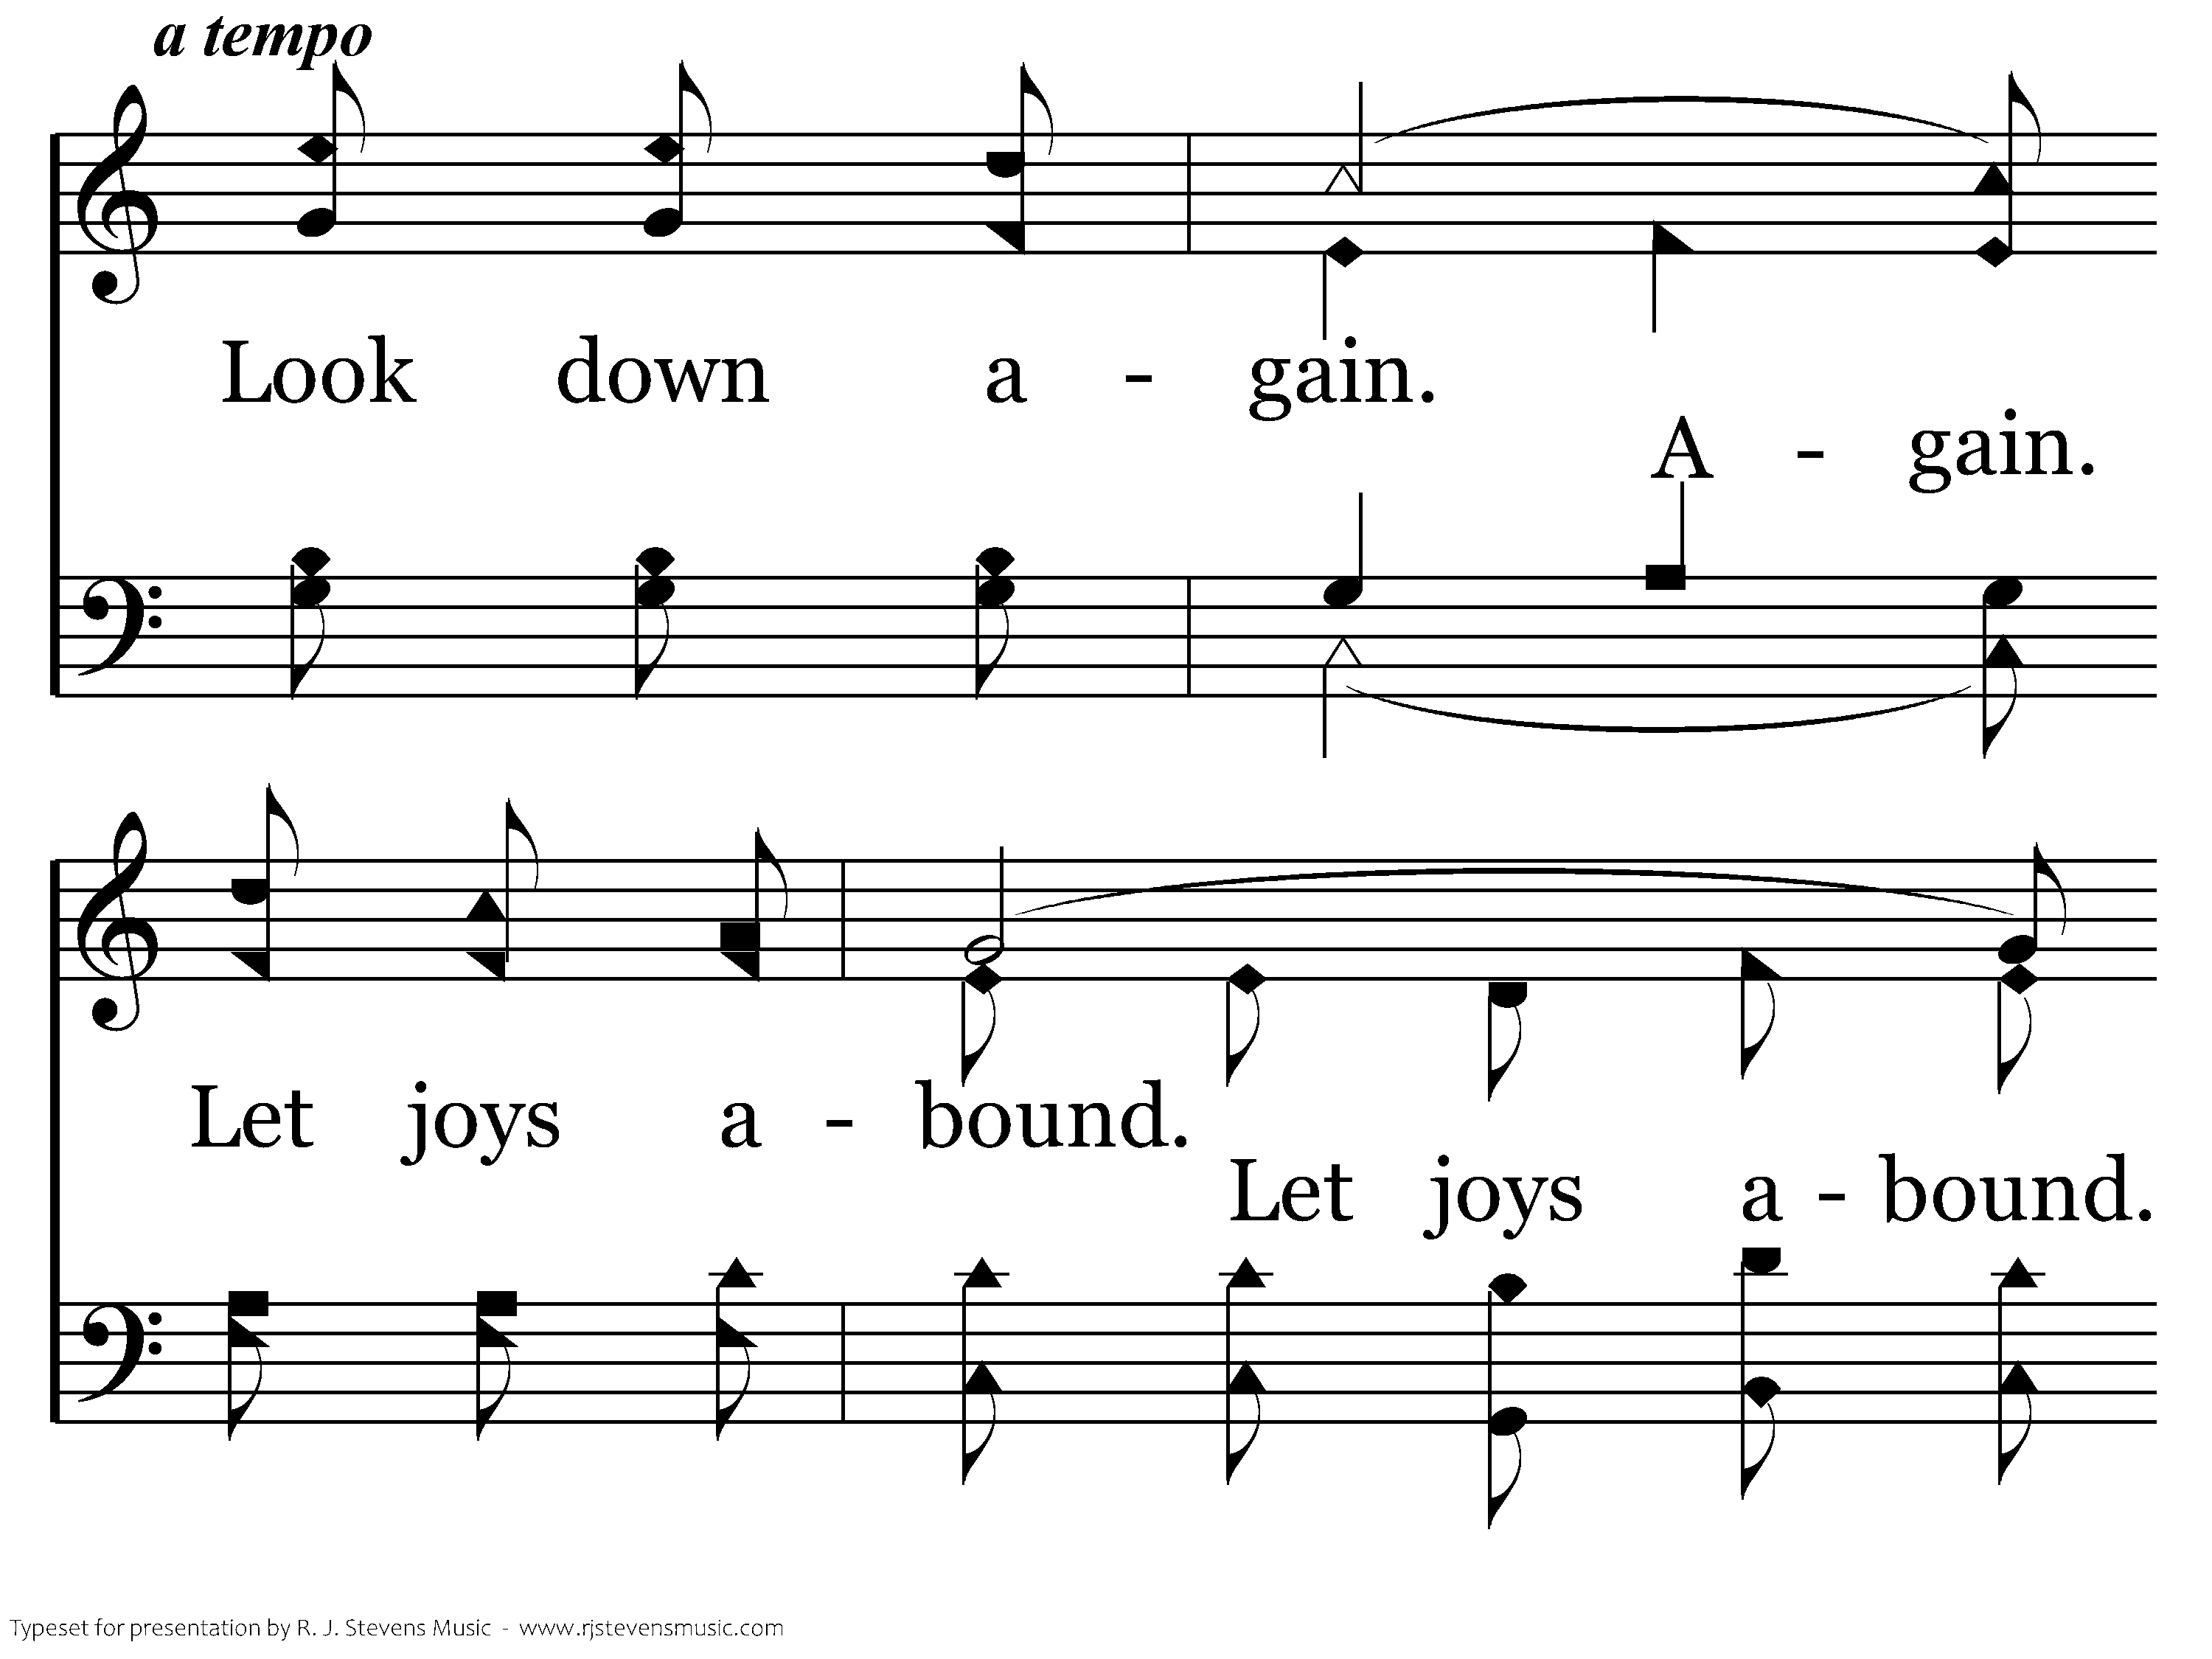 a tempo
Look down a - gain.
A - gain.
Let joys a - bound.
Let joys a - bound.
Typeset for presentation by R. J. Stevens Music - www.rjstevensmusic.com